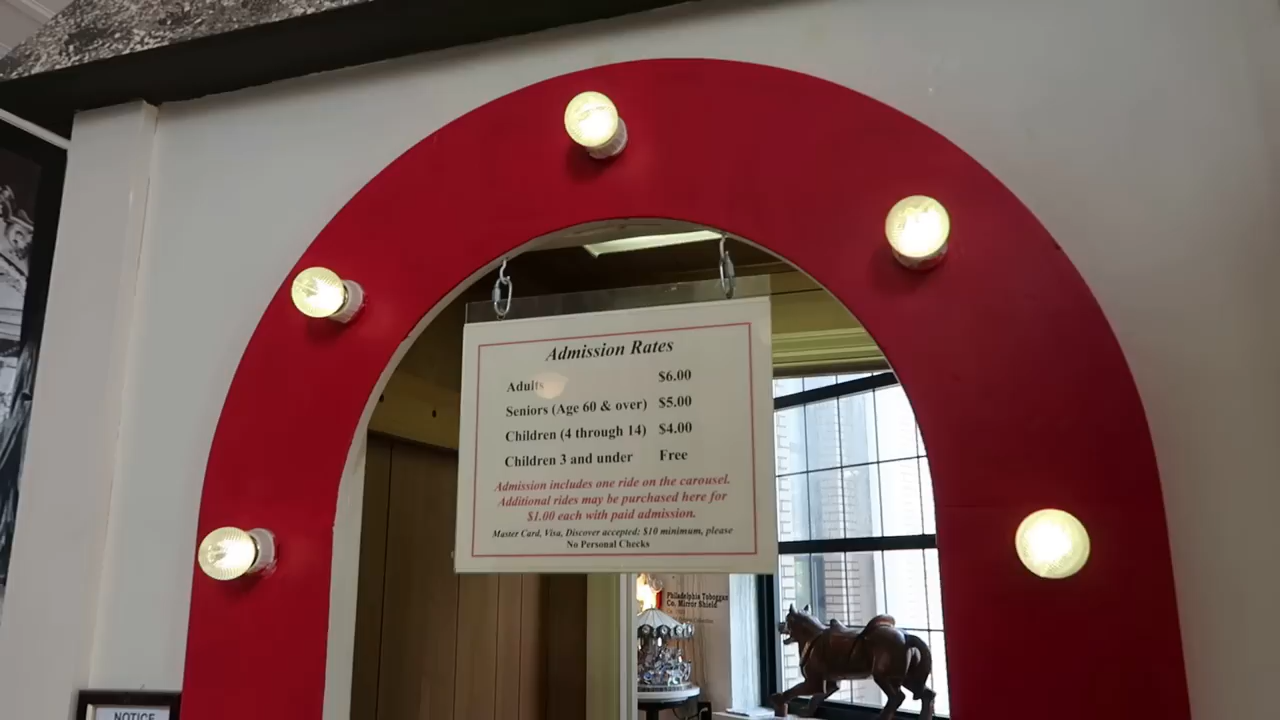 Admission Rates
Adults $6.00
Seniors (Age 60 & over) $5.00
Children (4 through 14) $4.00
Children 3 and under Free
Admission includes one ride on the carousel.
Additional rides may be purchased here for
$1.00 each with paid admission.
Master Card, Visa, Discover accepted: $10 minimum, please
No Personal Checks
Philadelphia Toboggan
Co. Mirror Shield
NOTICE